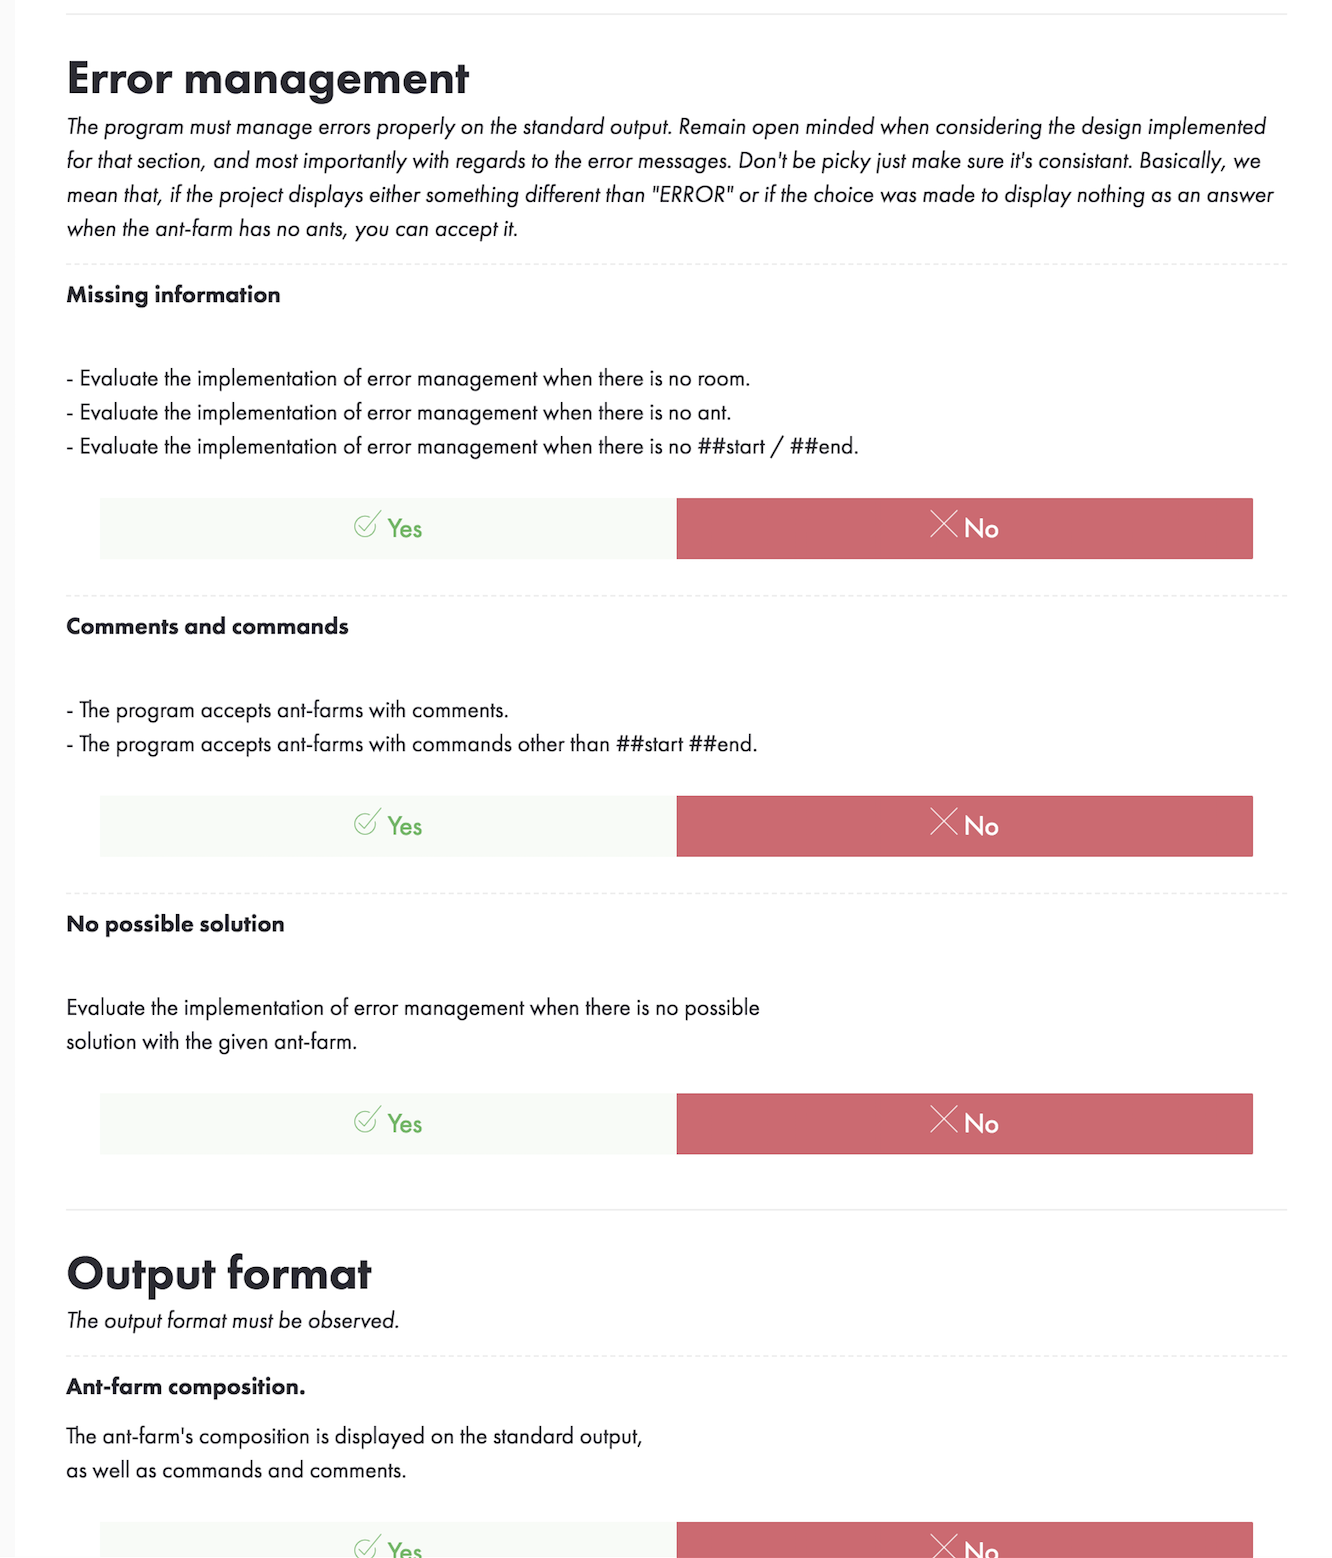 Error management
The program must manage errors properly on the standard output. Remain open minded when considering the design implemented
for that section, and most importantly with regards to the error messages. Don't be picky just make sure it's consistant. Basically, we
mean that, if the project displays either something different than "ERROR" or if the choice was made to display nothing as an answer
when the ant-farm has no ants, you can accept it.
Missing information
- Evaluate the implementation of error management when there is no room.
- Evaluate the implementation of error management when there is no ant.
- Evaluate the implementation of error management when there is no ##start / ##end.
Yes No
Comments and commands
- The program accepts ant-farms with comments.
- The program accepts ant-farms with commands other than ##start ##end.
Yes No
No possible solution
Evaluate the implementation of error management when there is no possible
solution with the given ant-farm.
Yes No
Output format
The output format must be observed.
Ant-farm composition.
The ant-farm's composition is displayed on the standard output,
as well as commands and comments.
Yes No